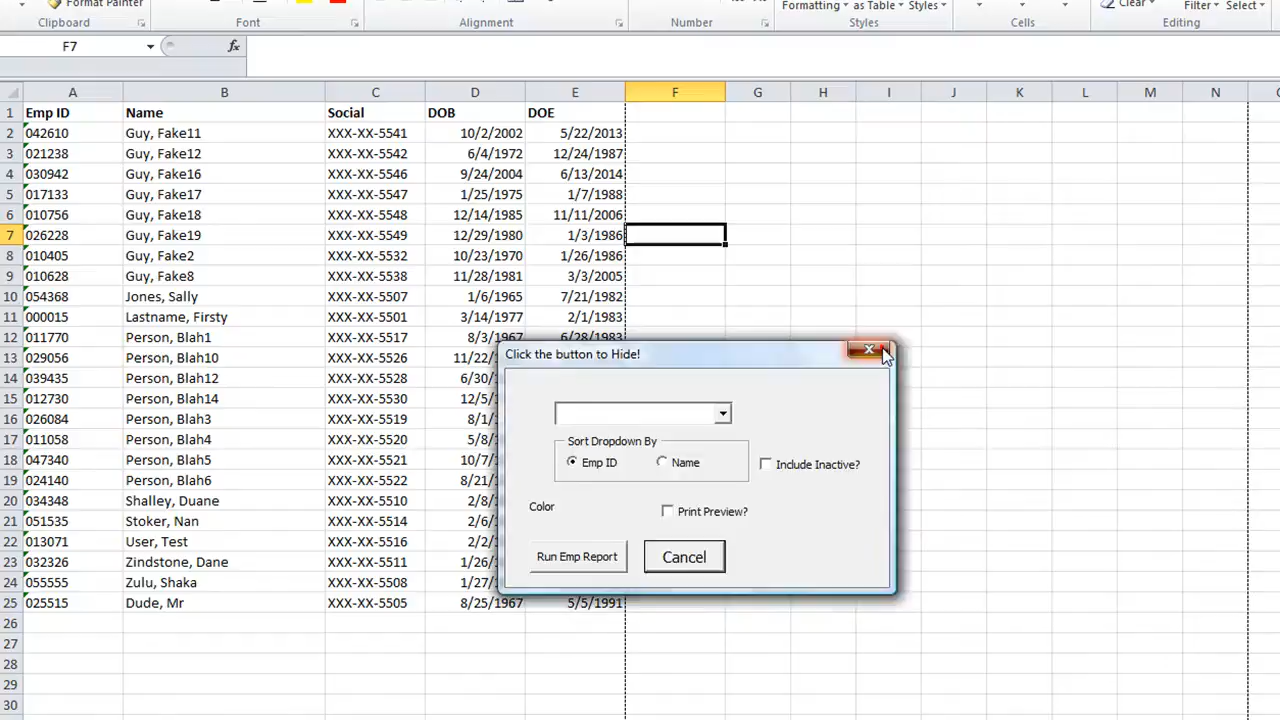 Format Painter
Formatting as Table Styles
Clear Filter Select
Clipboard Font Alignment Number Styles Cells Editing
F7 fx
A B C D E F G H I J K L M N
1 Emp ID Name Social DOB DOE
2 042610 Guy, Fake11 XXX-XX-5541 10/2/2002 5/22/2013
3 021238 Guy, Fake12 XXX-XX-5542 6/4/1972 12/24/1987
4 030942 Guy, Fake16 XXX-XX-5546 9/24/2004 6/13/2014
5 017133 Guy, Fake17 XXX-XX-5547 1/25/1975 1/7/1988
6 010756 Guy, Fake18 XXX-XX-5548 12/14/1985 11/11/2006
7 026228 Guy, Fake19 XXX-XX-5549 12/29/1980 1/3/1986
8 010405 Guy, Fake2 XXX-XX-5532 10/23/1970 1/26/1986
9 010628 Guy, Fake8 XXX-XX-5538 11/28/1981 3/3/2005
10 054368 Jones, Sally XXX-XX-5507 1/6/1965 7/21/1982
11 000015 Lastname, Firsty XXX-XX-5501 3/14/1977 2/1/1983
12 011770 Person, Blah1 XXX-XX-5517 8/3/1967 6/28/1983
13 029056 Person, Blah10 XXX-XX-5526 11/22/
14 039435 Person, Blah12 XXX-XX-5528 6/30/
15 012730 Person, Blah14 XXX-XX-5530 12/5/
16 026084 Person, Blah3 XXX-XX-5519 8/1/
17 011058 Person, Blah4 XXX-XX-5520 5/8/
18 047340 Person, Blah5 XXX-XX-5521 10/7/
19 024140 Person, Blah6 XXX-XX-5522 8/21/
20 034348 Shalley, Duane XXX-XX-5510 2/8/
21 051535 Stoker, Nan XXX-XX-5514 2/6/
22 013071 User, Test XXX-XX-5516 2/2/
23 032326 Zindstone, Dane XXX-XX-5511 1/26/
24 055555 Zulu, Shaka XXX-XX-5508 1/27/
25 025515 Dude, Mr XXX-XX-5505 8/25/1967 5/5/1991
26
27
28
29
30
Click the button to Hide!
Sort Dropdown By
Emp ID Name
Include Inactive?
Color
Print Preview?
Run Emp Report
Cancel